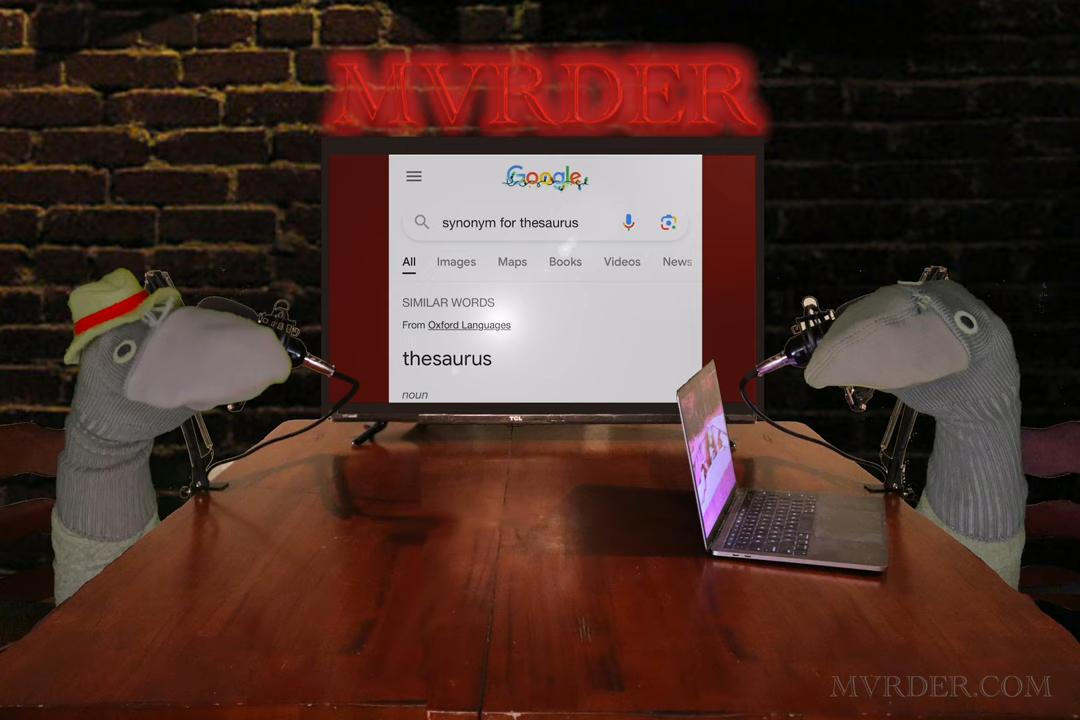 MVRDER
Google
synonym for thesaurus
All Images Maps Books Videos News
SIMILAR WORDS
From Oxford Languages
thesaurus
noun
TCL
MVRDER.COM